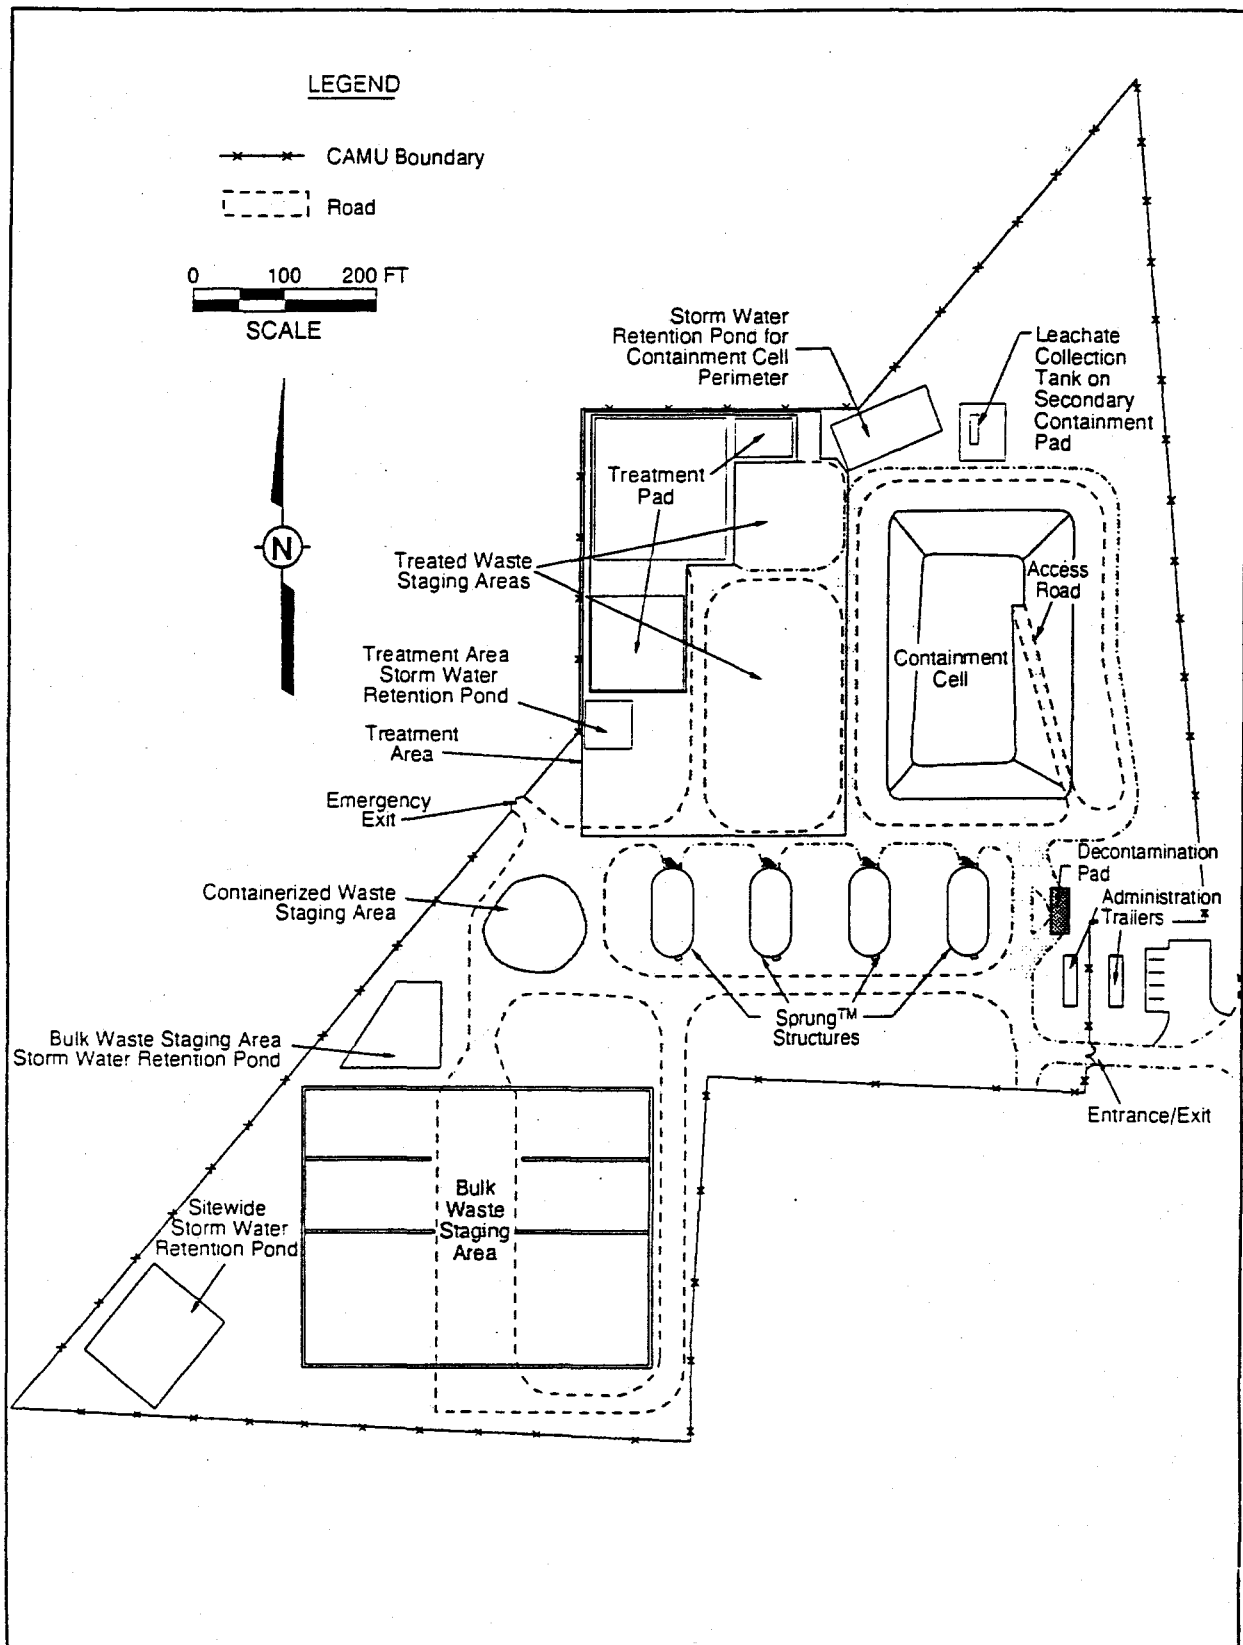 LEGEND
CAMU Boundary
Road
0 100 200 FT
SCALE
N
Storm Water
Retention Pond for
Containment Cell
Perimeter
Leachate
Collection
Tank on
Secondary
Containment
Pad
Treatment
Pad
Treated Waste
Staging Areas
Access
Road
Containment
Cell
Treatment Area
Storm Water
Retention Pond
Treatment
Area
Emergency
Exit
Decontamination
Pad
Containerized Waste
Staging Area
Administration
Trailers
Sprung™
Structures
Bulk Waste Staging Area
Storm Water Retention Pond
Entrance/Exit
Bulk
Waste
Staging
Area
Sitewide
Storm Water
Retention Pond